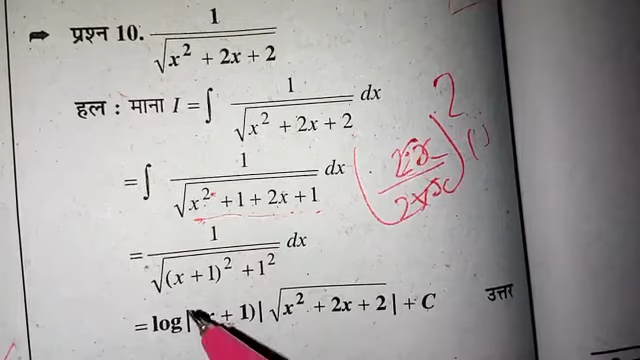 ➨ प्रश्न 10. 1/√(x² + 2x + 2)
हल : माना I = ∫ 1/√(x² + 2x + 2) dx
= ∫ 1/√(x² + 1 + 2x + 1) dx
= 1/√((x + 1)² + 1²) dx
= log|(x + 1)| √(x² + 2x + 2) | + C उत्तर